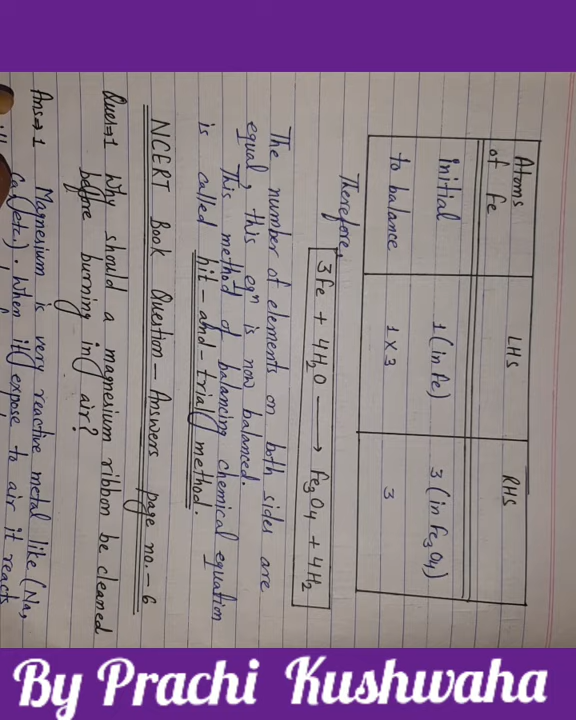 Atoms of Fe LHS RHS
initial 1 (in Fe) 3 (in Fe3O4)
to balance 1 x 3 3
Therefore,
3Fe + 4H2O → Fe3O4 + 4H2
The number of elements on both sides are
equal, this eqn is now balanced.
This method of balancing chemical equation
is called hit-and-trial method.
NCERT Book Question - Answers page no. - 6
Ques⇒1 Why should a magnesium ribbon be cleaned
before burning in air?
Ans⇒1 Magnesium is very reactive metal like (Na,
Ca, (etc). When it expose to air it reacts
By Prachi Kushwaha